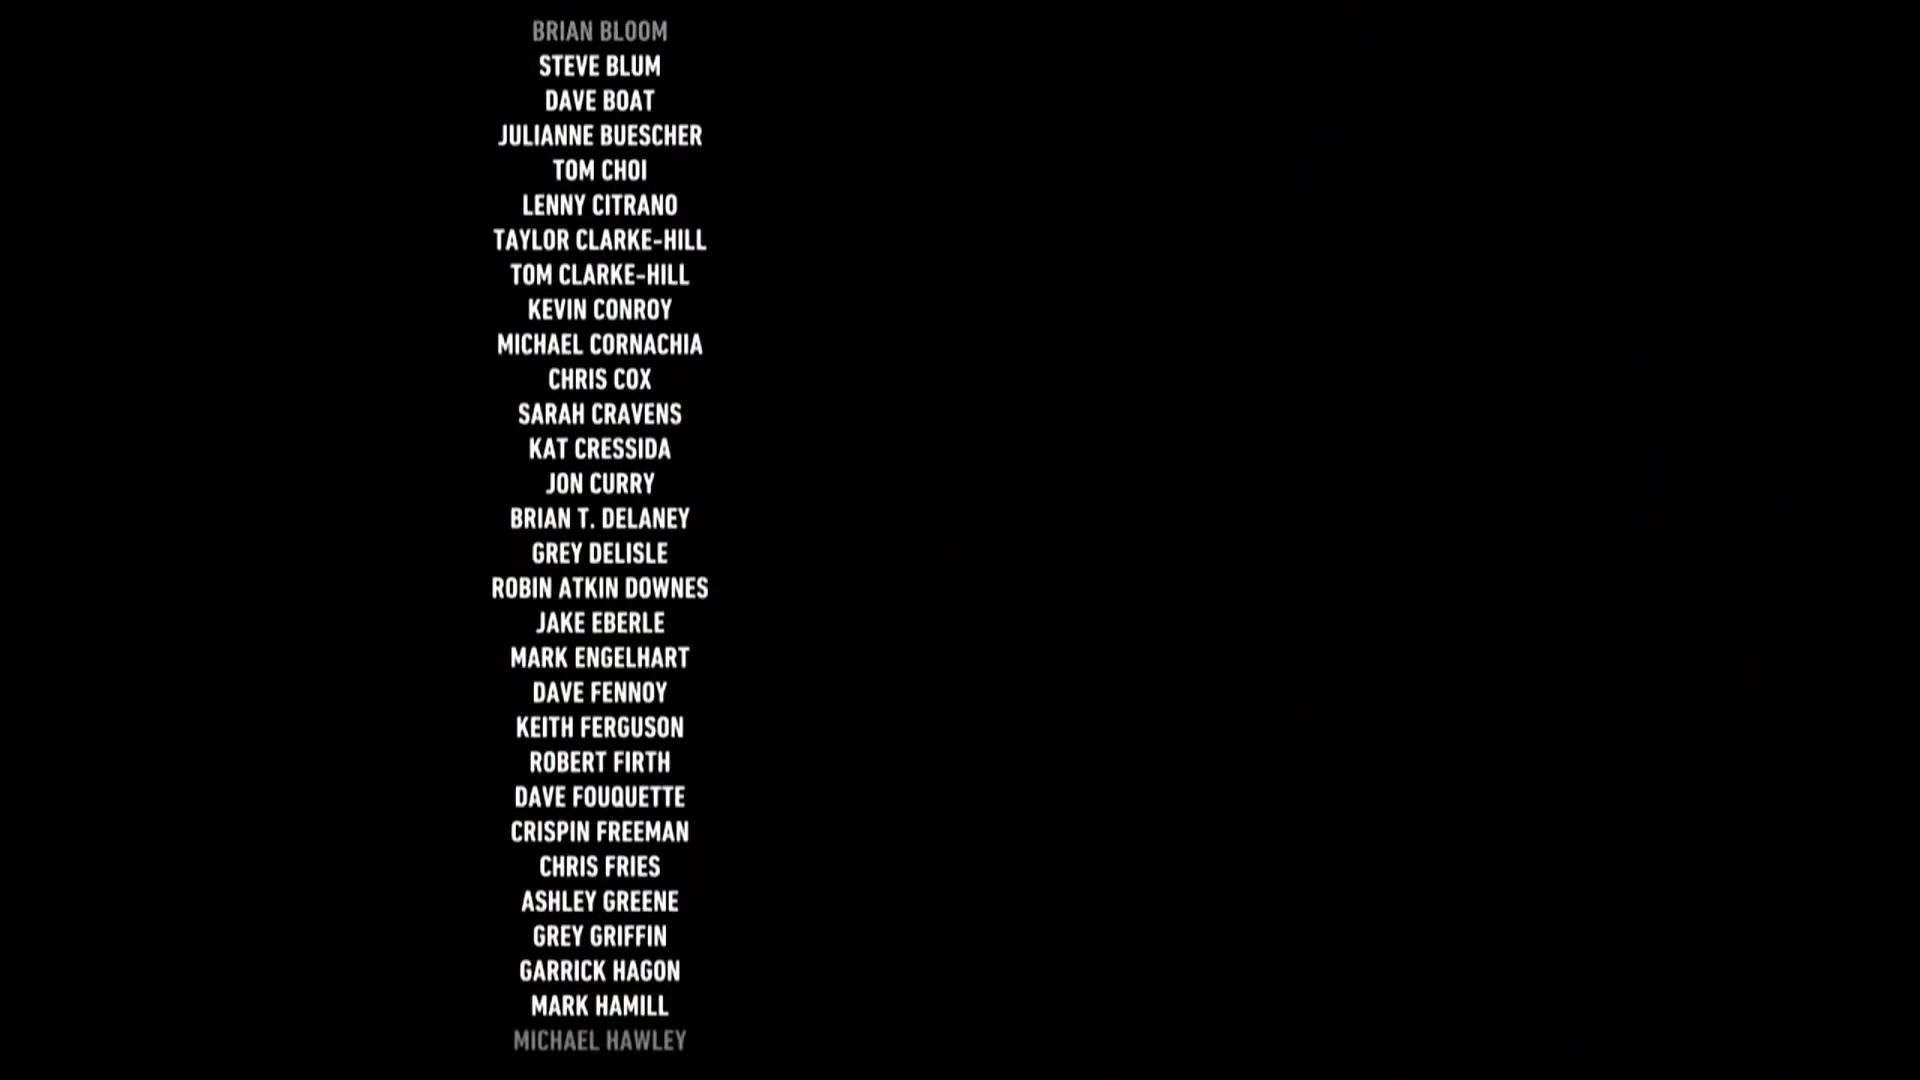 BRIAN BLOOM
STEVE BLUM
DAVE BOAT
JULIANNE BUESCHER
TOM CHOI
LENNY CITRANO
TAYLOR CLARKE-HILL
TOM CLARKE-HILL
KEVIN CONROY
MICHAEL CORNACHIA
CHRIS COX
SARAH CRAVENS
KAT CRESSIDA
JON CURRY
BRIAN T. DELANEY
GREY DELISLE
ROBIN ATKIN DOWNES
JAKE EBERLE
MARK ENGELHART
DAVE FENNOY
KEITH FERGUSON
ROBERT FIRTH
DAVE FOUQUETTE
CRISPIN FREEMAN
CHRIS FRIES
ASHLEY GREENE
GREY GRIFFIN
GARRICK HAGON
MARK HAMILL
MICHAEL HAWLEY